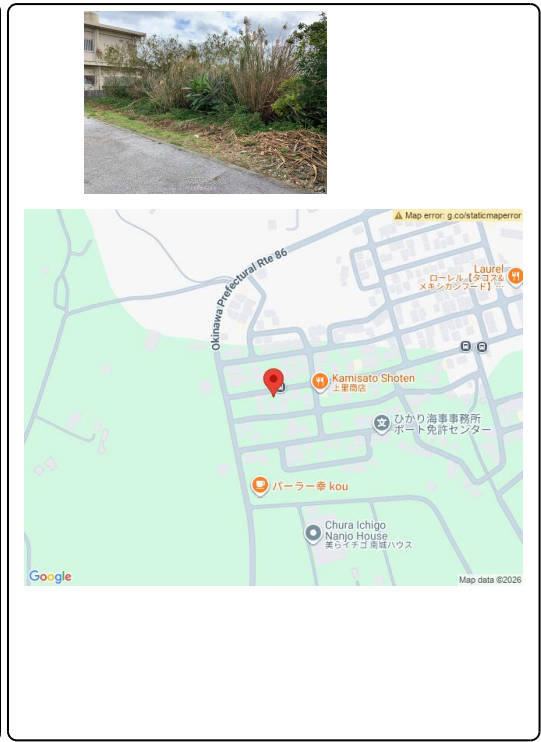 Map error: g.co/staticmaperror
Okinawa Prefectural Rte 86
Laurel
ローレル【タコス&
メキシカンフード】…
Kamisato Shoten
上里商店
ひかり海事事務所
ボート免許センター
パーラー幸 kou
Chura Ichigo
Nanjo House
美らイチゴ 南城ハウス
Google
Map data ©2026